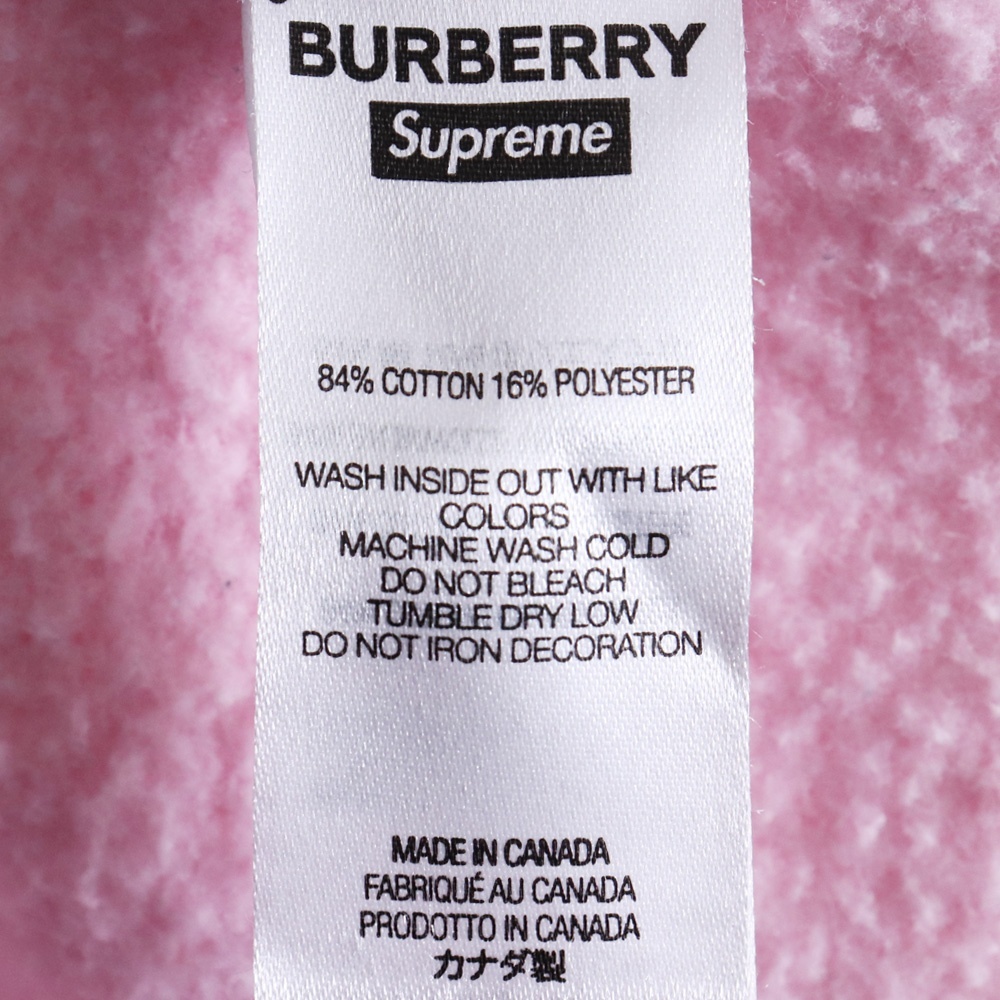 BURBERRY
Supreme
84% COTTON 16% POLYESTER
WASH INSIDE OUT WITH LIKE
COLORS
MACHINE WASH COLD
DO NOT BLEACH
TUMBLE DRY LOW
DO NOT IRON DECORATION
MADE IN CANADA
FABRIQUÉ AU CANADA
PRODOTTO IN CANADA
カナダ製